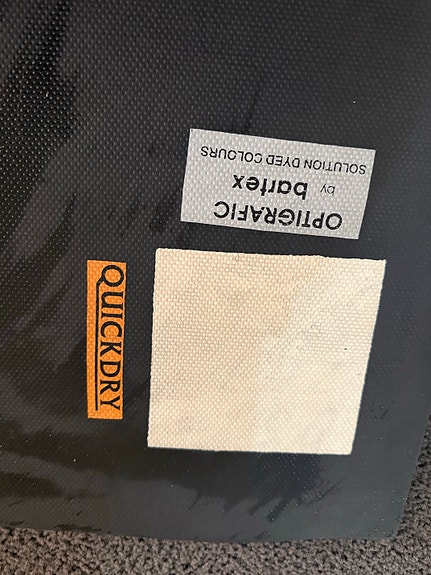 OPTIGRAFIC
by bartex
SOLUTION DYED COLOURS
QUICKDRY